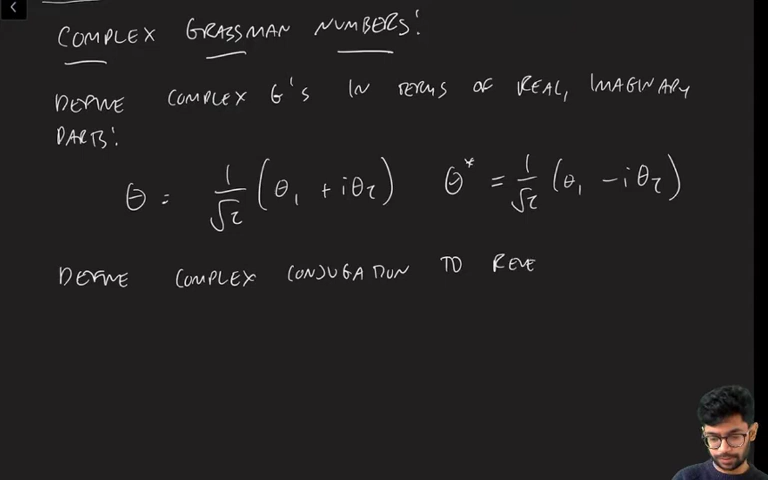 COMPLEX GRASSMAN NUMBERS:
DEFINE COMPLEX G'S IN TERMS OF REAL, IMAGINARY
PARTS:
θ = 1/√2 (θ₁ + iθ₂) θ* = 1/√2 (θ₁ - iθ₂)
DEFINE COMPLEX CONJUGATION TO REVE